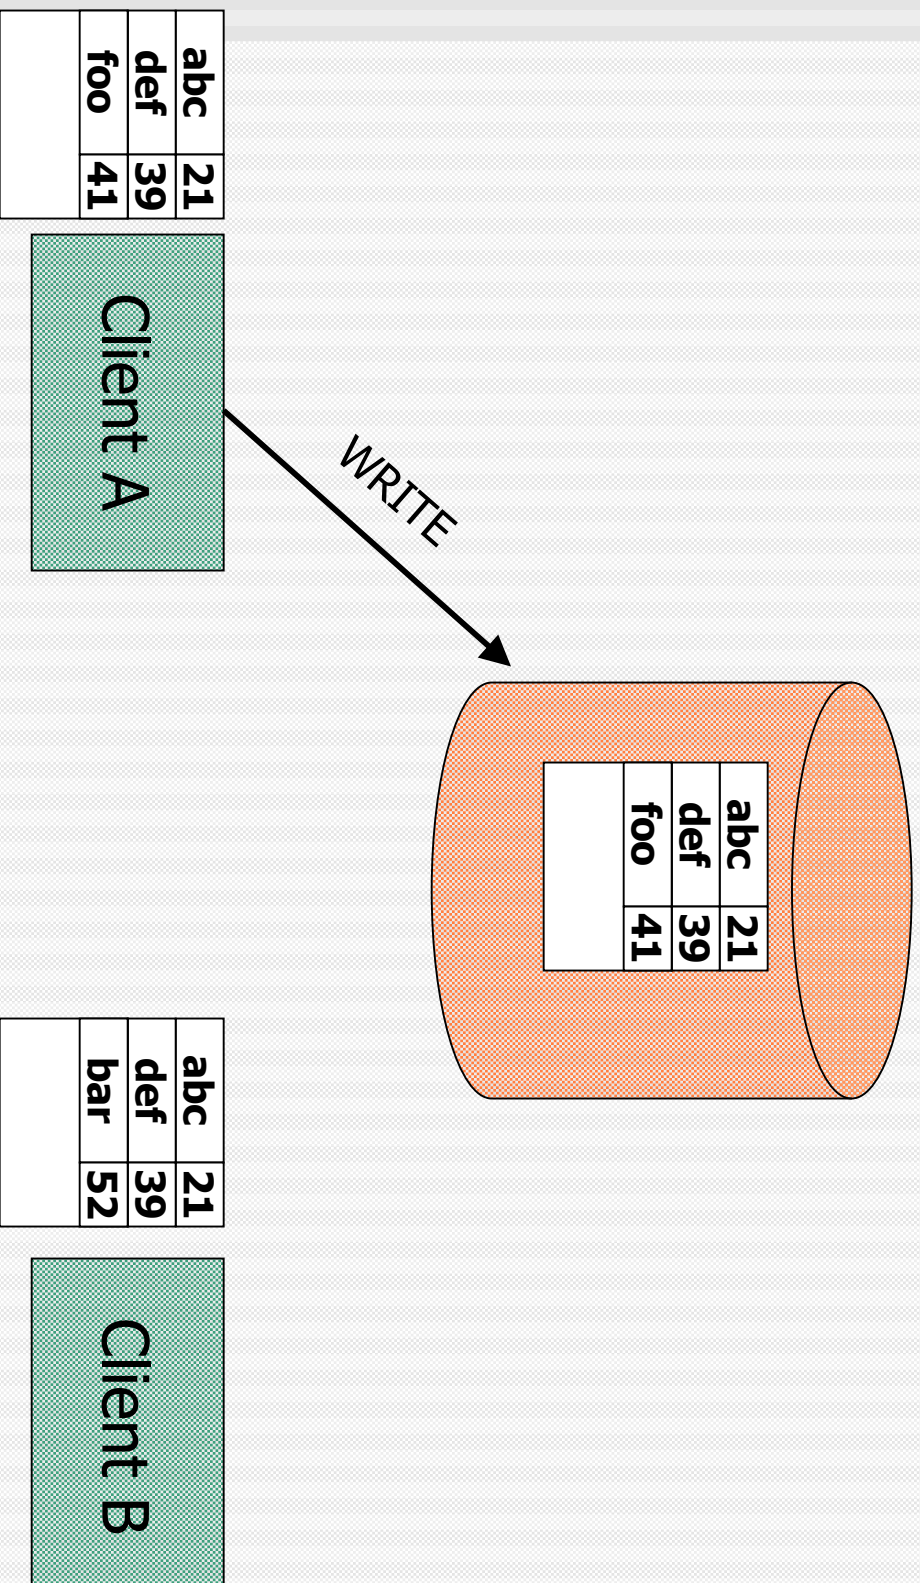 abc 21
def 39
foo 41
WRITE
abc 21
def 39
foo 41
Client A
abc 21
def 39
bar 52
Client B